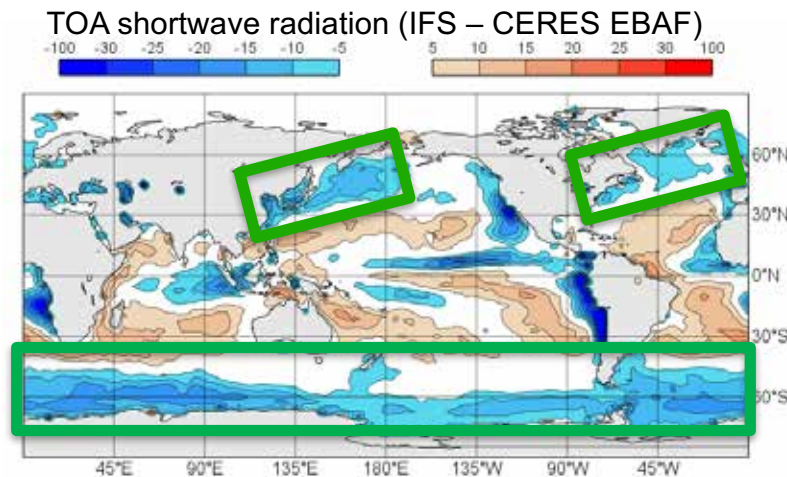 TOA shortwave radiation (IFS – CERES EBAF)
-100 -30 -25 -20 -15 -10 -5 5 10 15 20 25 30 100
60°N
30°N
0°N
30°S
60°S
45°E 90°E 135°E 180°E 135°W 90°W 45°W